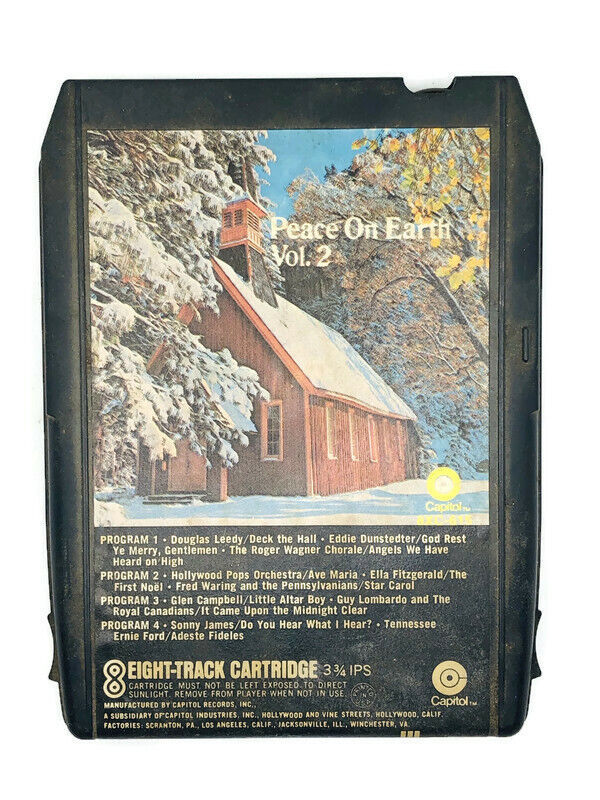 Peace On Earth
Vol. 2
Capitol™
PROGRAM 1 • Douglas Leedy/Deck the Hall • Eddie Dunstedter/God Rest
Ye Merry, Gentlemen • The Roger Wagner Chorale/Angels We Have
Heard on High
PROGRAM 2 • Hollywood Pops Orchestra/Ave Maria • Ella Fitzgerald/The
First Noël • Fred Waring and the Pennsylvanians/Star Carol
PROGRAM 3 • Glen Campbell/Little Altar Boy • Guy Lombardo and The
Royal Canadians/It Came Upon the Midnight Clear
PROGRAM 4 • Sonny James/Do You Hear What I Hear? • Tennessee
Ernie Ford/Adeste Fideles
8 EIGHT-TRACK CARTRIDGE 3¾ IPS
CARTRIDGE MUST NOT BE LEFT EXPOSED TO DIRECT
SUNLIGHT. REMOVE FROM PLAYER WHEN NOT IN USE.
Capitol™
MANUFACTURED BY CAPITOL RECORDS, INC.,
A SUBSIDIARY OF CAPITOL INDUSTRIES, INC., HOLLYWOOD AND VINE STREETS, HOLLYWOOD, CALIF.
FACTORIES: SCRANTON, PA., LOS ANGELES, CALIF., JACKSONVILLE, ILL., WINCHESTER, VA.